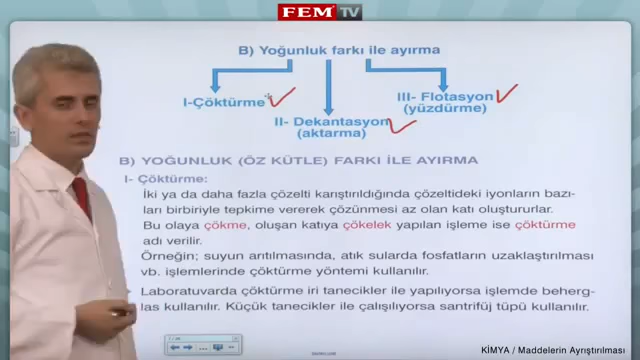 FEM TV
B) Yoğunluk farkı ile ayırma
I-Çöktürme
III- Flotasyon
(yüzdürme)
II- Dekantasyon
(aktarma)
B) YOĞUNLUK (ÖZ KÜTLE) FARKI İLE AYIRMA
I- Çöktürme:
İki ya da daha fazla çözelti karıştırıldığında çözeltideki iyonların bazı-
ları birbiriyle tepkime vererek çözünmesi az olan katı oluştururlar.
Bu olaya çökme, oluşan katıya çökelek yapılan işleme ise çöktürme
adı verilir.
Örneğin; suyun arıtılmasında, atık sularda fosfatların uzaklaştırılması
vb. işlemlerinde çöktürme yöntemi kullanılır.
Laboratuvarda çöktürme iri tanecikler ile yapılıyorsa işlemde beherg-
las kullanılır. Küçük tanecikler ile çalışılıyorsa santrifüj tüpü kullanılır.
KİMYA / Maddelerin Ayrıştırılması